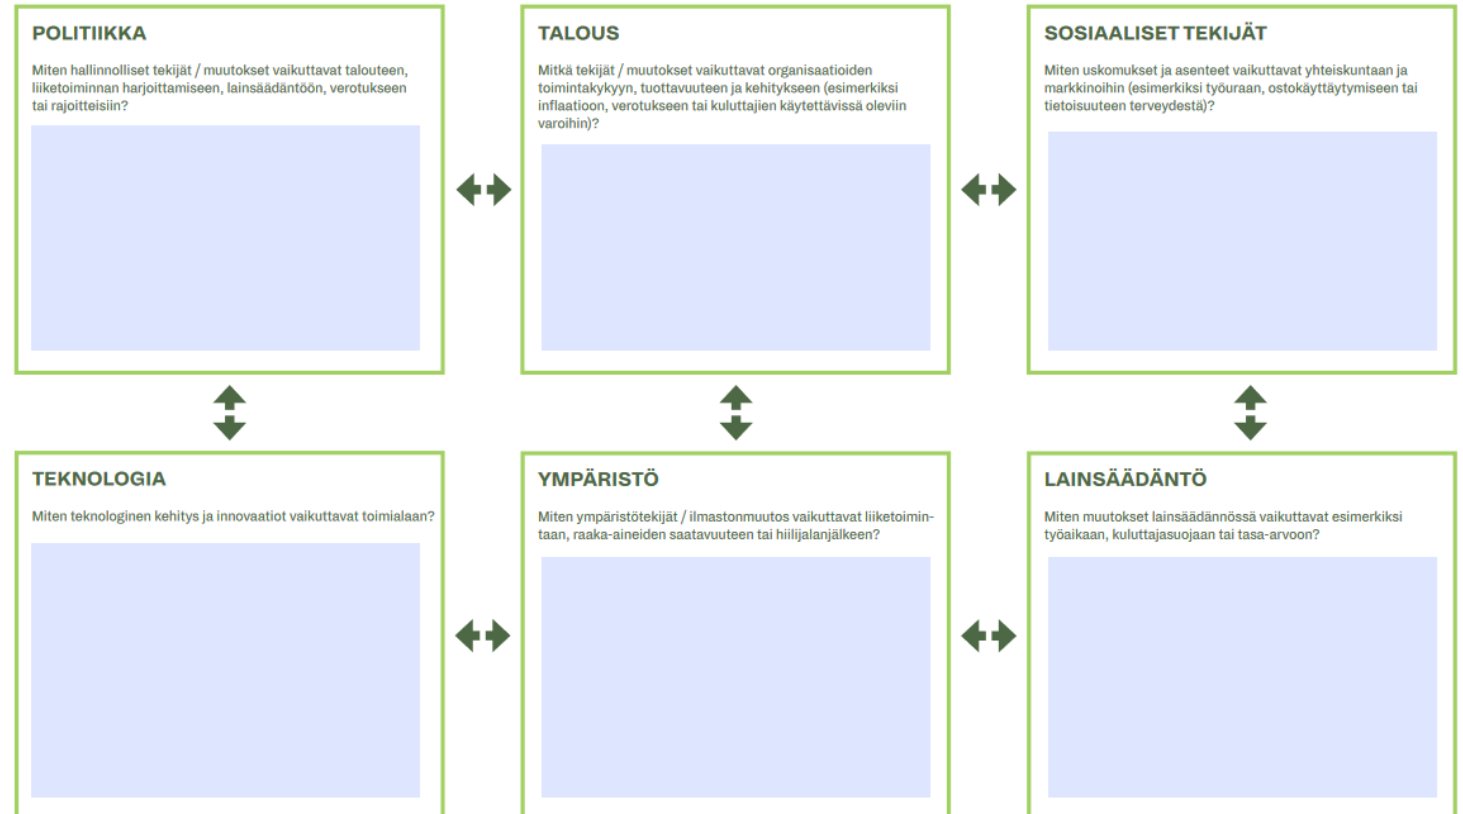 POLITIIKKA
Miten hallinnolliset tekijät / muutokset vaikuttavat talouteen,
liiketoiminnan harjoittamiseen, lainsäädäntöön, verotukseen
tai rajoitteisiin?
TALOUS
Mitkä tekijät / muutokset vaikuttavat organisaatioiden
toimintakykyyn, tuottavuuteen ja kehitykseen (esimerkiksi
inflaatioon, verotukseen tai kuluttajien käytettävissä oleviin
varoihin)?
SOSIAALISET TEKIJÄT
Miten uskomukset ja asenteet vaikuttavat yhteiskuntaan ja
markkinoihin (esimerkiksi työuraan, ostokäyttäytymiseen tai
tietoisuuteen terveydestä)?
TEKNOLOGIA
Miten teknologinen kehitys ja innovaatiot vaikuttavat toimialaan?
YMPÄRISTÖ
Miten ympäristötekijät / ilmastonmuutos vaikuttavat liiketoimin-
taan, raaka-aineiden saatavuuteen tai hiilijalanjälkeen?
LAINSÄÄDÄNTÖ
Miten muutokset lainsäädännössä vaikuttavat esimerkiksi
työaikaan, kuluttajasuojaan tai tasa-arvoon?